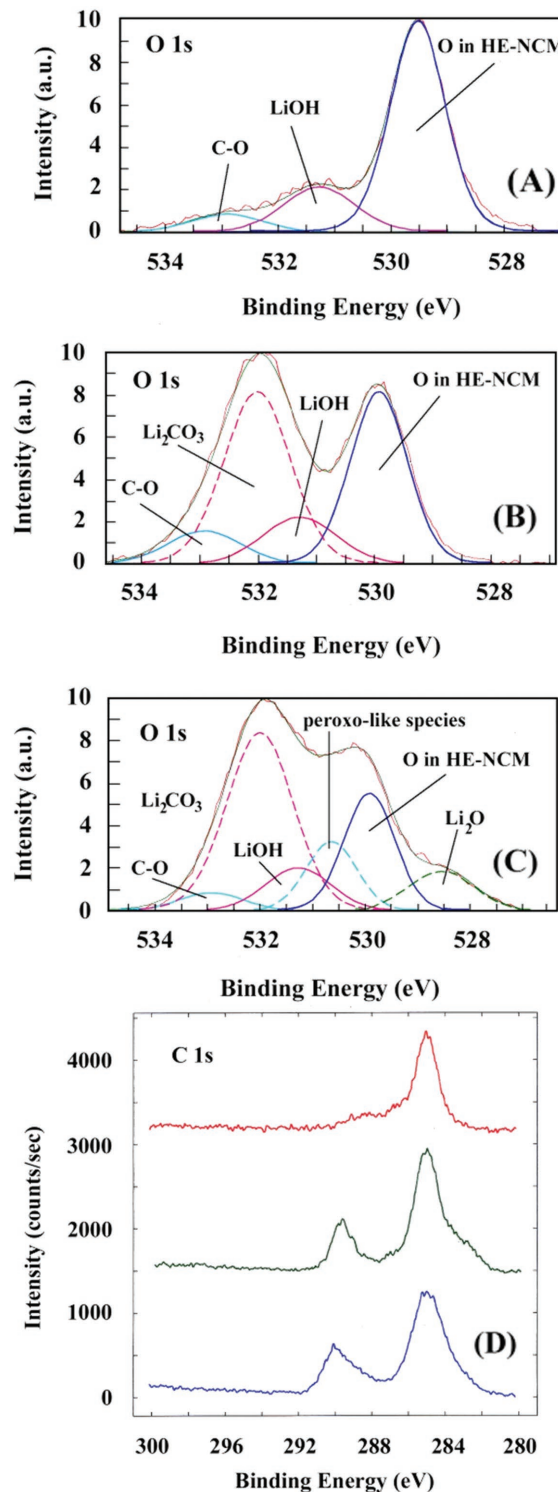 O 1s
O in HE-NCM
LiOH
C-O
(A)
10
8
6
4
2
0
Intensity (a.u.)
534 532 530 528
Binding Energy (eV)
O 1s
O in HE-NCM
LiOH
Li₂CO₃
C-O
(B)
10
8
6
4
2
0
Intensity (a.u.)
534 532 530 528
Binding Energy (eV)
O 1s
peroxo-like species
O in HE-NCM
Li₂CO₃
Li₂O
LiOH
C-O
(C)
10
8
6
4
2
0
Intensity (a.u.)
534 532 530 528
Binding Energy (eV)
C 1s
(D)
4000
3000
2000
1000
0
Intensity (counts/sec)
300 296 292 288 284 280
Binding Energy (eV)